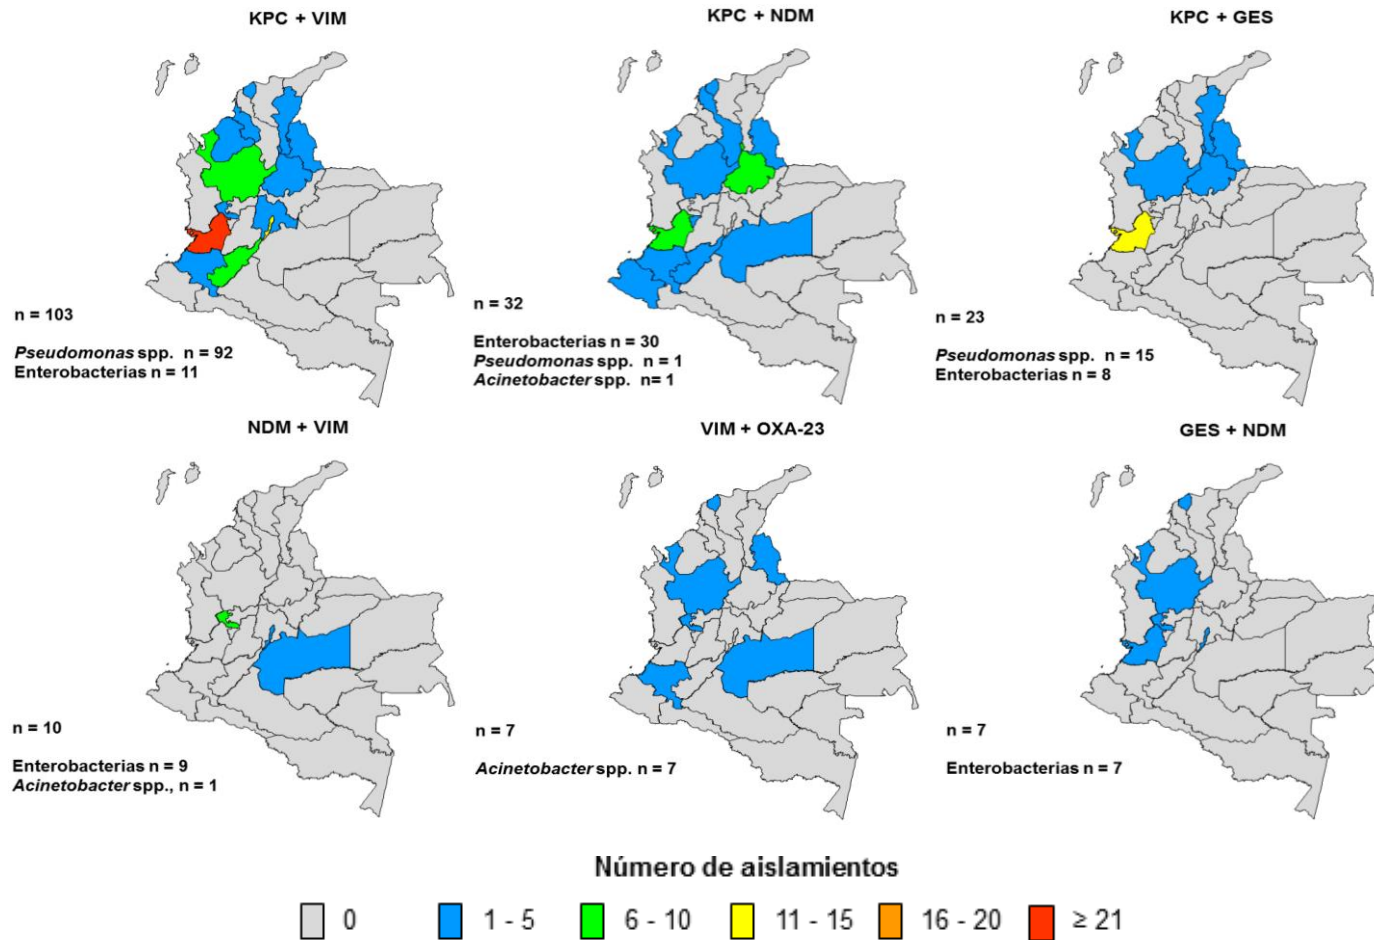 KPC + VIM
n = 103
Pseudomonas spp. n = 92
Enterobacterias n = 11
KPC + NDM
n = 32
Enterobacterias n = 30
Pseudomonas spp. n = 1
Acinetobacter spp. n= 1
KPC + GES
n = 23
Pseudomonas spp. n = 15
Enterobacterias n = 8
NDM + VIM
n = 10
Enterobacterias n = 9
Acinetobacter spp., n = 1
VIM + OXA-23
n = 7
Acinetobacter spp. n = 7
GES + NDM
n = 7
Enterobacterias n = 7
Número de aislamientos
0 1 - 5 6 - 10 11 - 15 16 - 20 ≥ 21